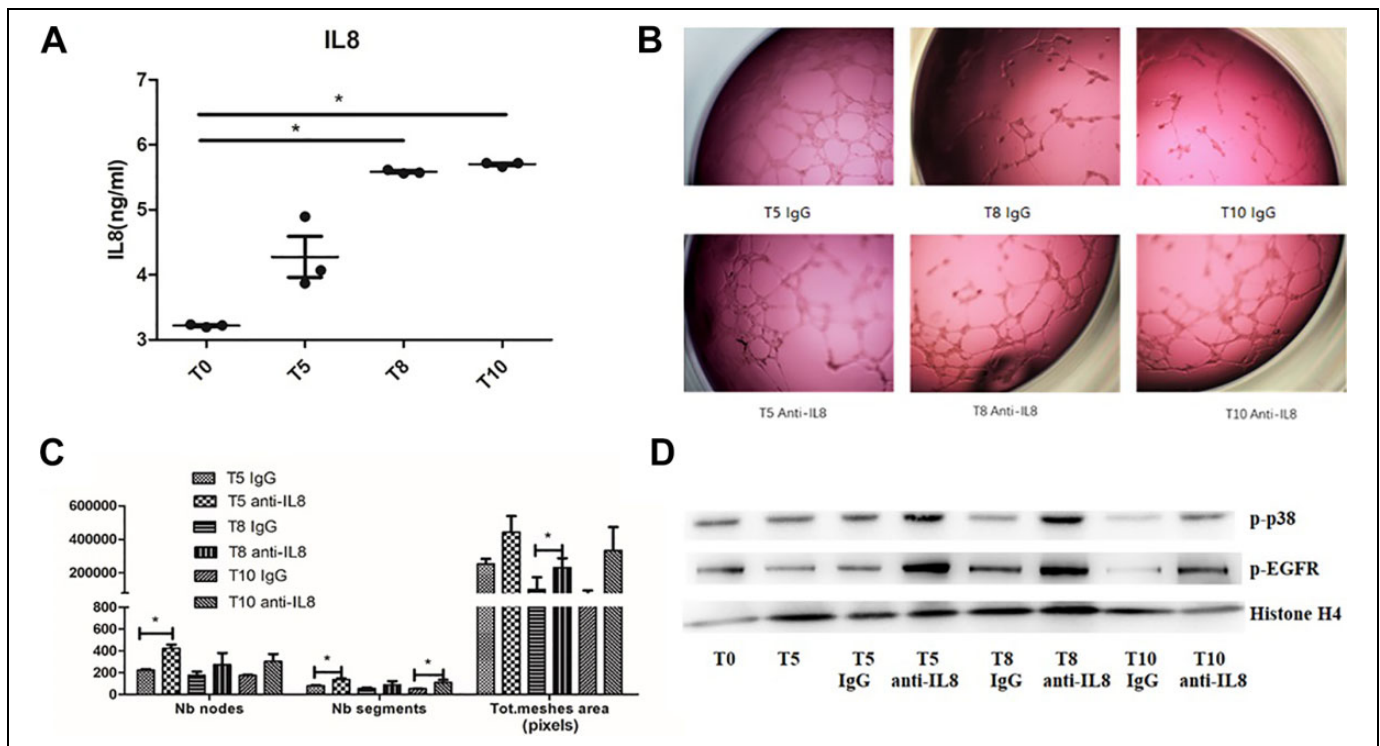 A
IL8
IL8(ng/ml)
7
6
5
4
3
*
*
T0
T5
T8
T10
B
T5 IgG
T8 IgG
T10 IgG
T5 Anti-IL8
T8 Anti-IL8
T10 Anti-IL8
C
T5 IgG
T5 anti-IL8
T8 IgG
T8 anti-IL8
T10 IgG
T10 anti-IL8
600000
400000
200000
800
600
400
200
0
*
*
*
*
Nb nodes
Nb segments
Tot.meshes area
(pixels)
D
p-p38
p-EGFR
Histone H4
T0
T5
T5
IgG
T5
anti-IL8
T8
IgG
T8
anti-IL8
T10
IgG
T10
anti-IL8